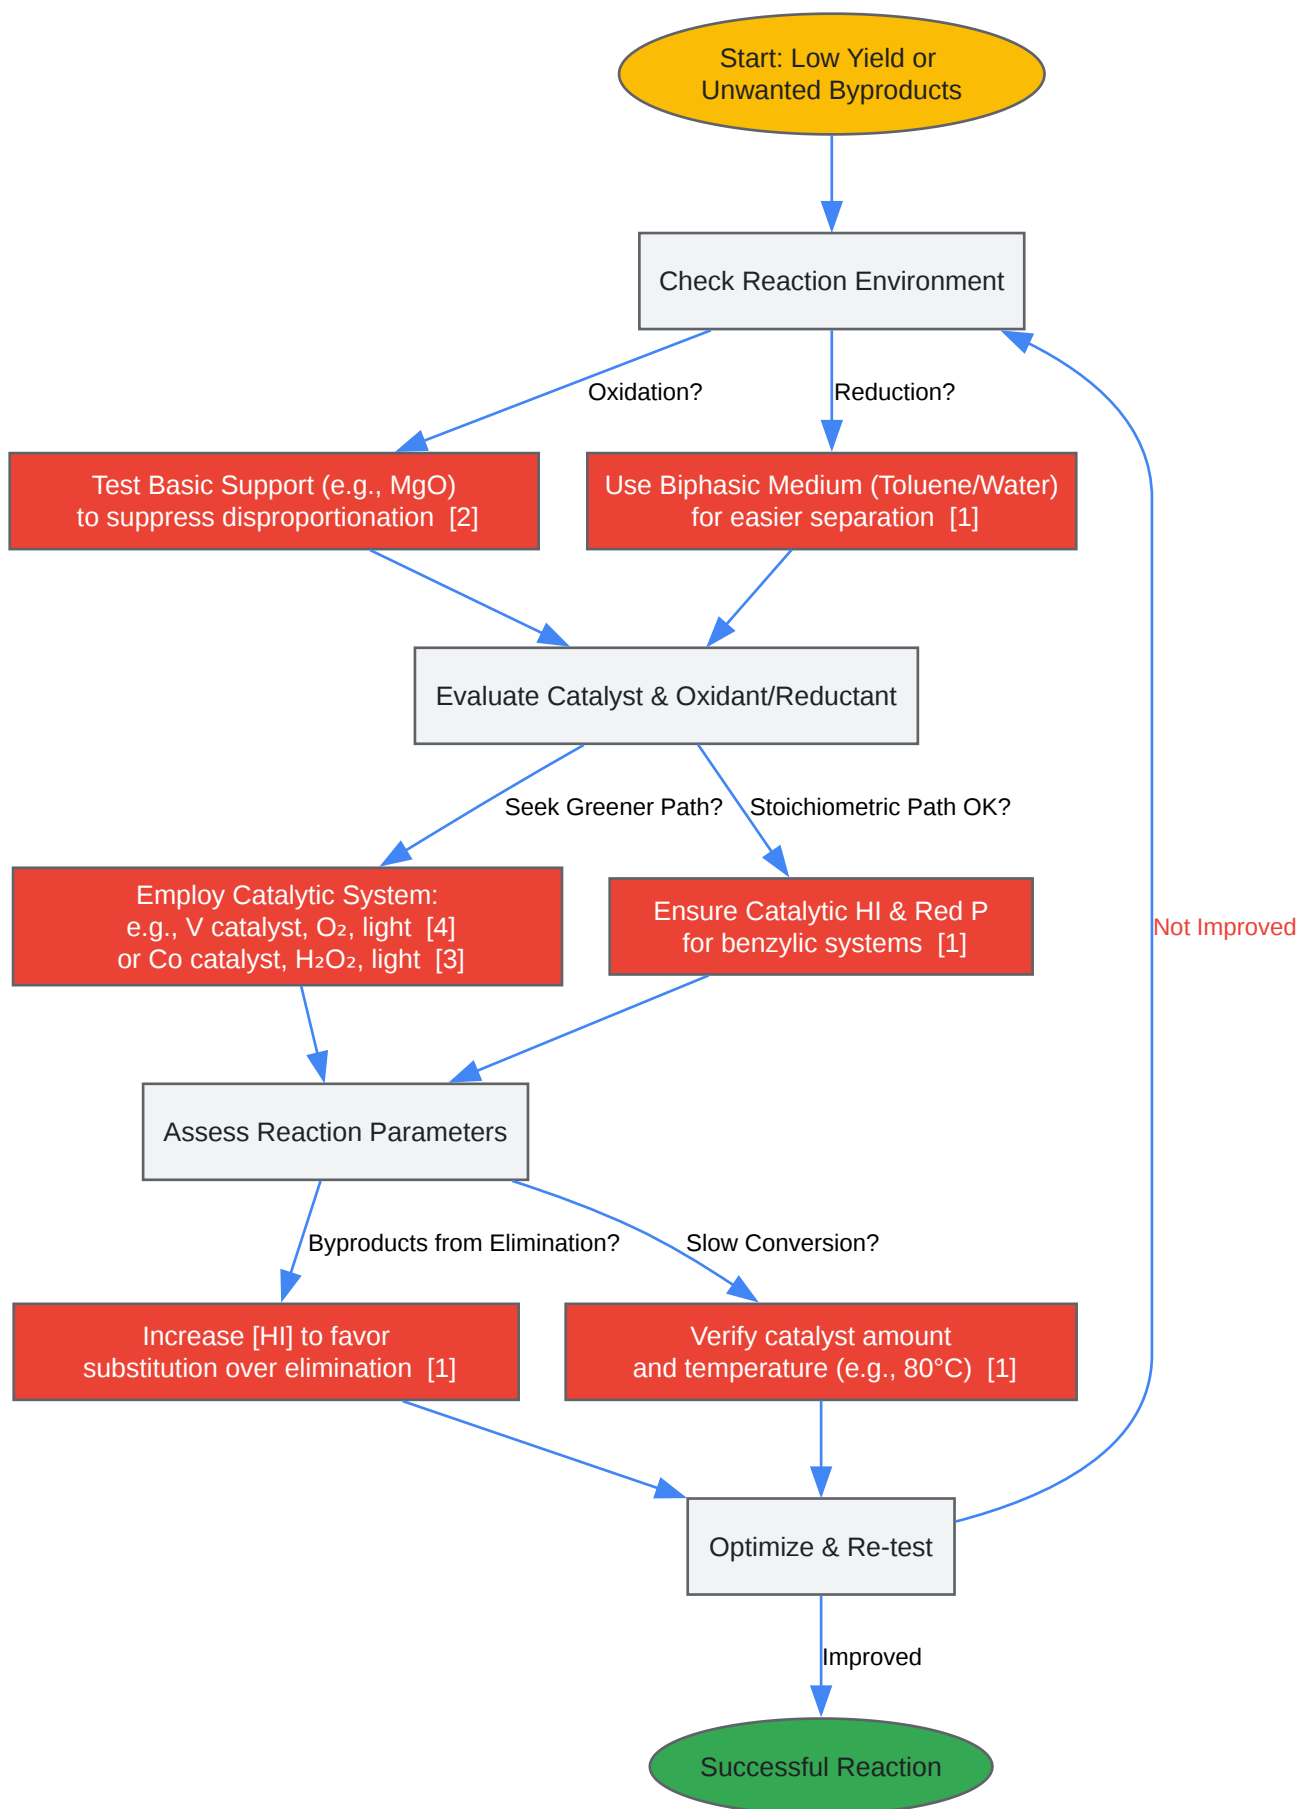 Start: Low Yield or
Unwanted Byproducts
Check Reaction Environment
Oxidation?
Reduction?
Test Basic Support (e.g., MgO)
to suppress disproportionation [2]
Use Biphasic Medium (Toluene/Water)
for easier separation [1]
Evaluate Catalyst & Oxidant/Reductant
Seek Greener Path?
Stoichiometric Path OK?
Employ Catalytic System:
e.g., V catalyst, O₂, light [4]
or Co catalyst, H₂O₂, light [3]
Ensure Catalytic HI & Red P
for benzylic systems [1]
Not Improved
Assess Reaction Parameters
Byproducts from Elimination?
Slow Conversion?
Increase [HI] to favor
substitution over elimination [1]
Verify catalyst amount
and temperature (e.g., 80°C) [1]
Optimize & Re-test
Improved
Successful Reaction